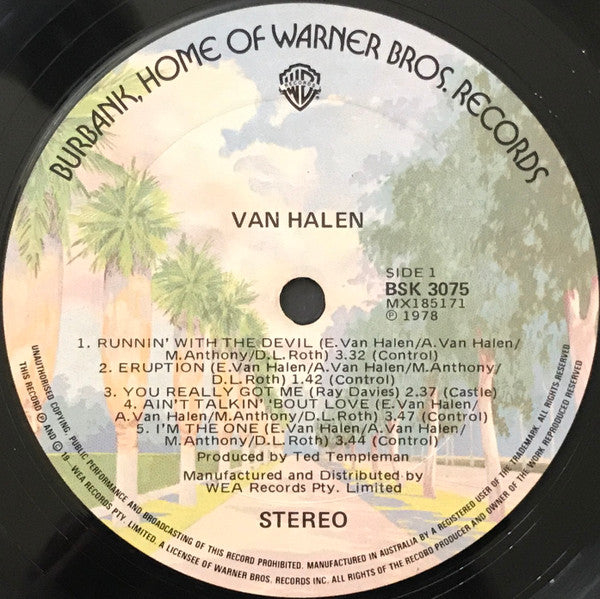 BURBANK, HOME OF WARNER BROS. RECORDS
VAN HALEN
SIDE 1
BSK 3075
MX185171
℗ 1978
1. RUNNIN' WITH THE DEVIL (E. Van Halen/A. Van Halen/
M. Anthony/D.L. Roth) 3.32 (Control)
2. ERUPTION (E. Van Halen/A. Van Halen/M. Anthony/
D.L. Roth) 1.42 (Control)
3. YOU REALLY GOT ME (Ray Davies) 2.37 (Castle)
4. AIN'T TALKIN' 'BOUT LOVE (E. Van Halen/
A. Van Halen/M. Anthony/D.L. Roth) 3.47 (Control)
5. I'M THE ONE (E. Van Halen/A. Van Halen/
M. Anthony/D.L. Roth) 3.44 (Control)
Produced by Ted Templeman
Manufactured and Distributed by
WEA Records Pty. Limited
STEREO
UNAUTHORISED COPYING, PUBLIC PERFORMANCE AND BROADCASTING OF THIS RECORD PROHIBITED. MANUFACTURED IN AUSTRALIA BY A REGISTERED USER OF THE TRADEMARK. ALL RIGHTS RESERVED
THIS RECORD ℗ AND © 19 - WEA RECORDS PTY. LIMITED. A LICENSEE OF WARNER BROS. RECORDS INC. ALL RIGHTS OF THE RECORD PRODUCER AND OWNER OF THE WORK REPRODUCED RESERVED